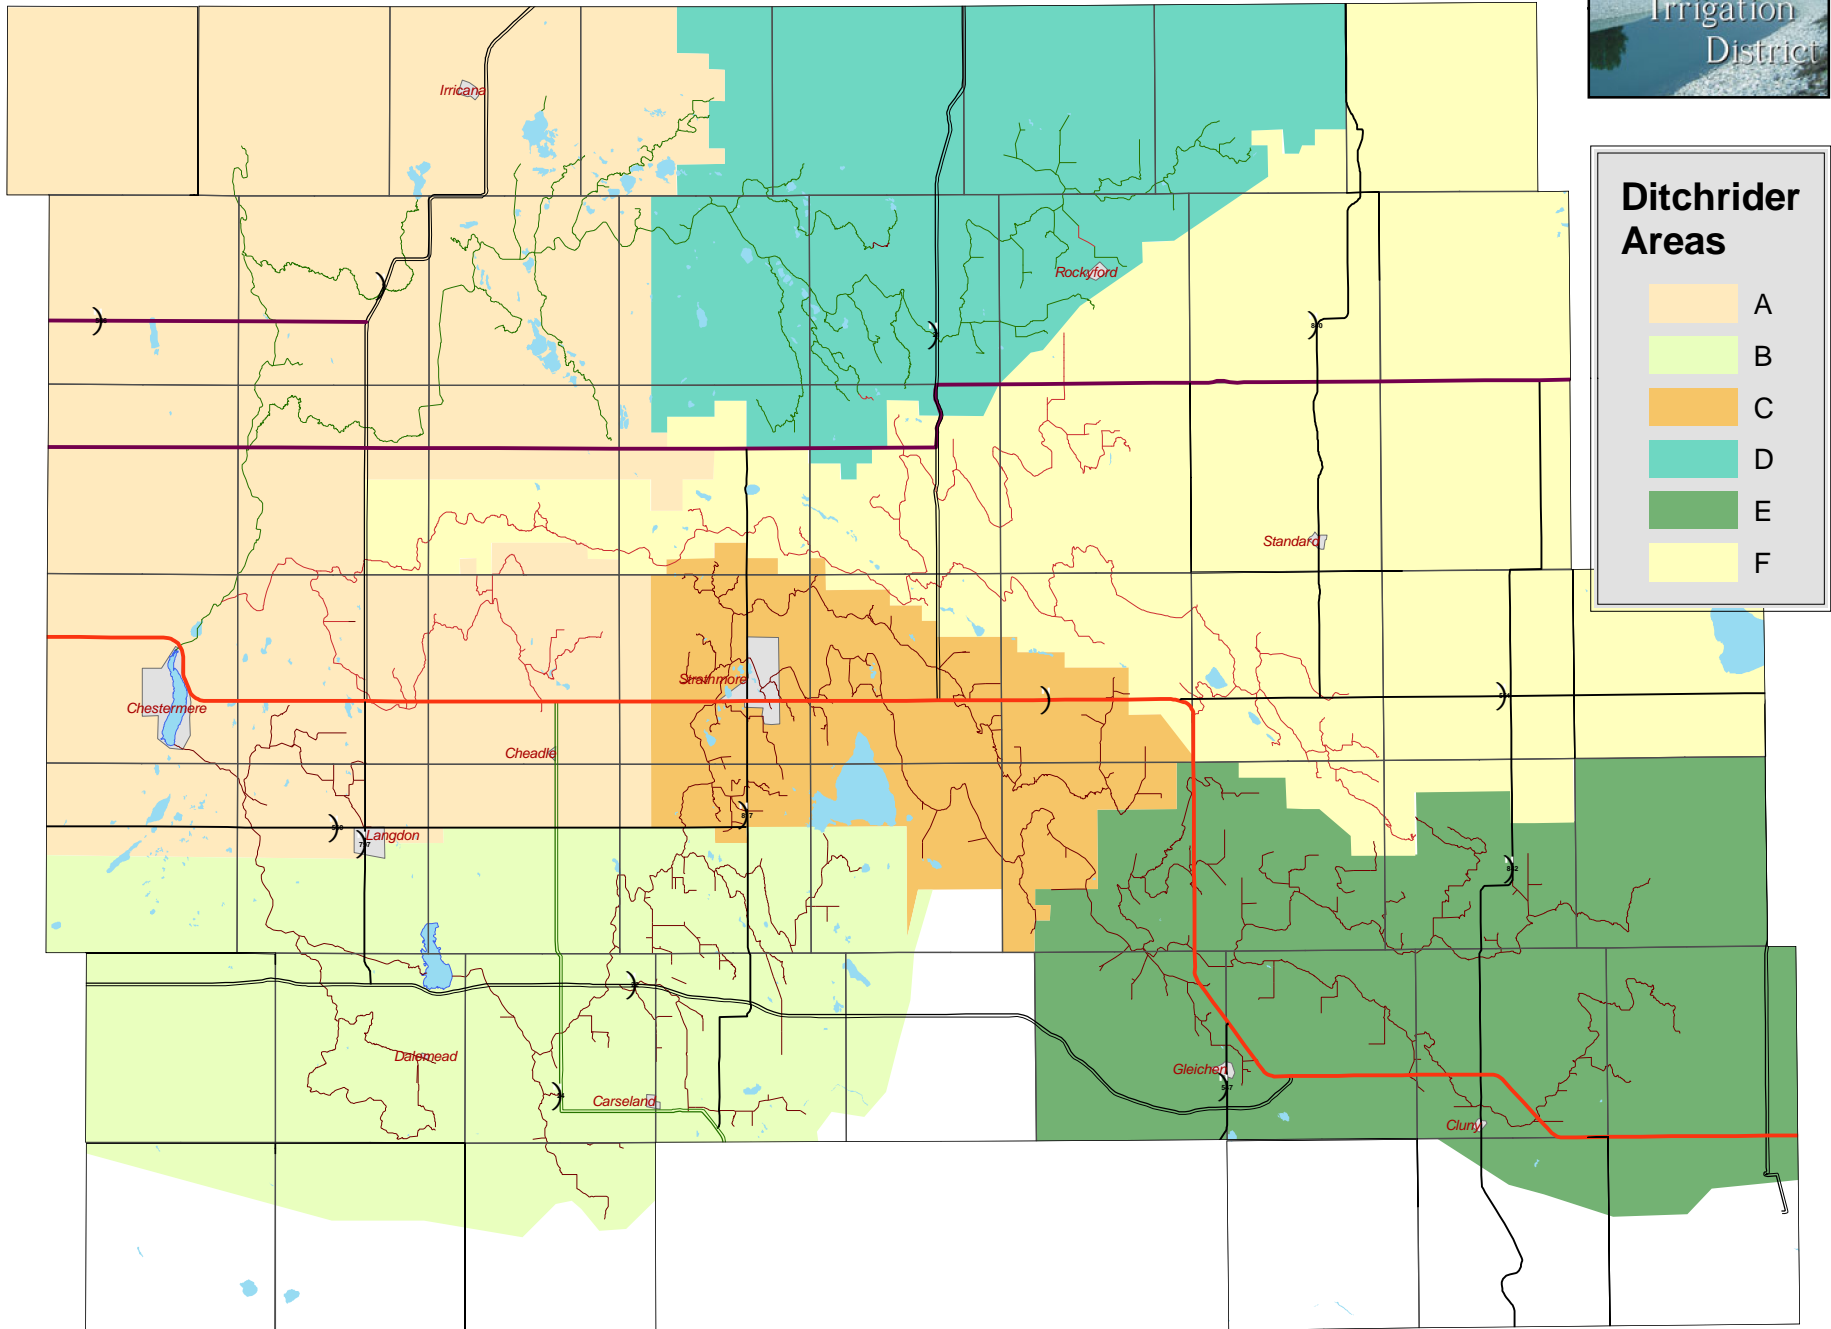 Irrigation
District
Ditchrider
Areas
A
B
C
D
E
F
Irricana
Rockyford
Standard
Strathmore
Chestermere
Cheadle
Langdon
Dalemead
Carseland
Gleichen
Cluny